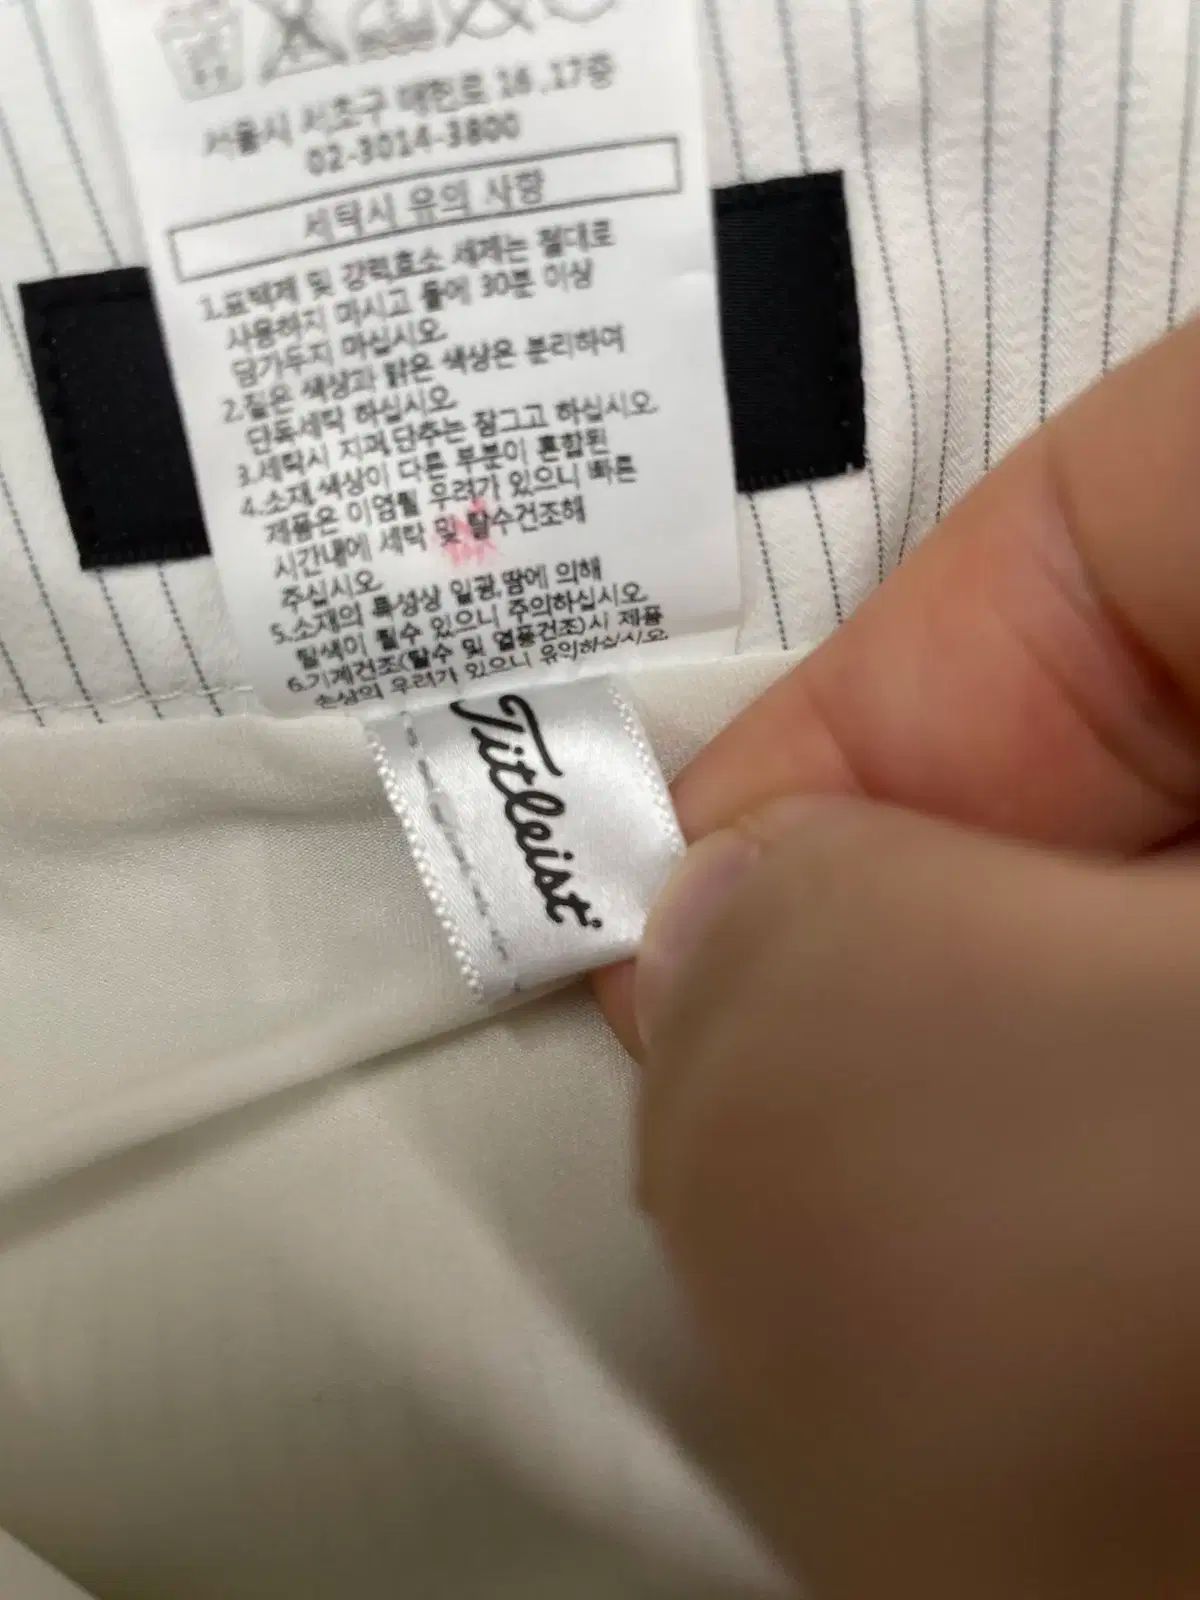 서울시 서초구 태헌로 16 ,17층
02-3014-3800
세탁시 유의 사항
1.표백제 및 강력효소 세제는 절대로
사용하지 마시고 물에 30분 이상
담가두지 마십시오.
2.짙은 색상과 밝은 색상은 분리하여
단독세탁 하십시오.
3.세탁시 지퍼,단추는 잠그고 하십시오.
4.소재,색상이 다른 부분이 혼합된
제품은 이염될 우려가 있으니 빠른
시간내에 세탁 및 탈수건조해
주십시오.
5.소재의 특성상 일광,땀에 의해
탈색이 될수 있으니 주의하십시오.
6.기계건조(탈수 및 열풍건조)시 제품
손상의 우려가 있으니 유의하십시오.
Titleist